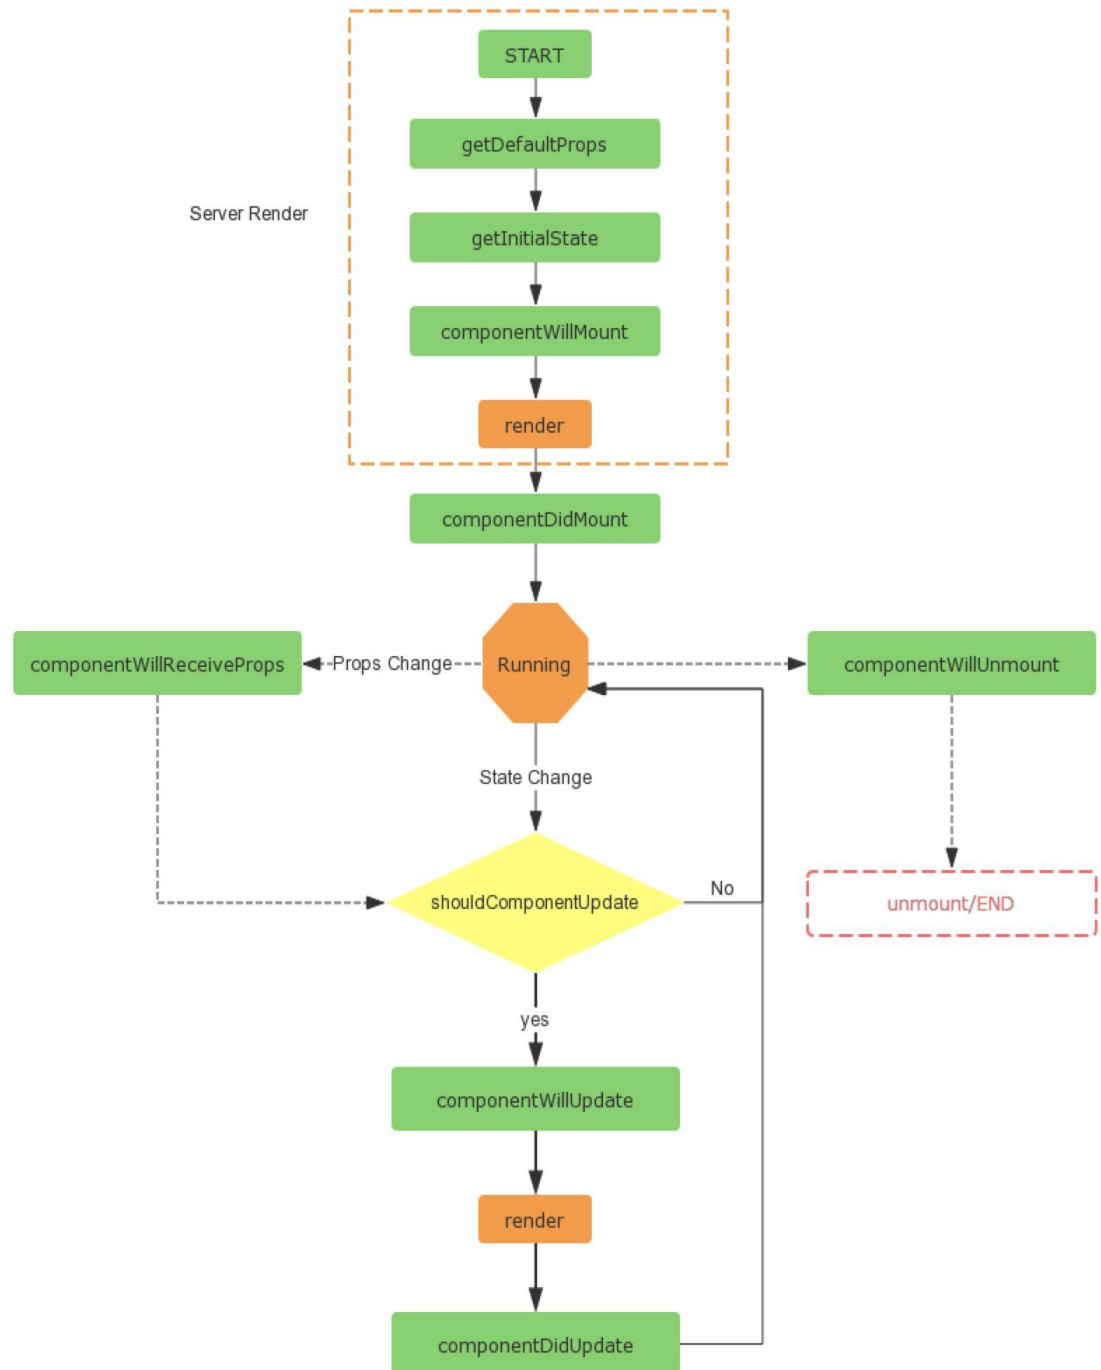 START
getDefaultProps
Server Render
getInitialState
componentWillMount
render
componentDidMount
componentWillReceiveProps
Props Change
Running
componentWillUnmount
State Change
shouldComponentUpdate
No
unmount/END
yes
componentWillUpdate
render
componentDidUpdate